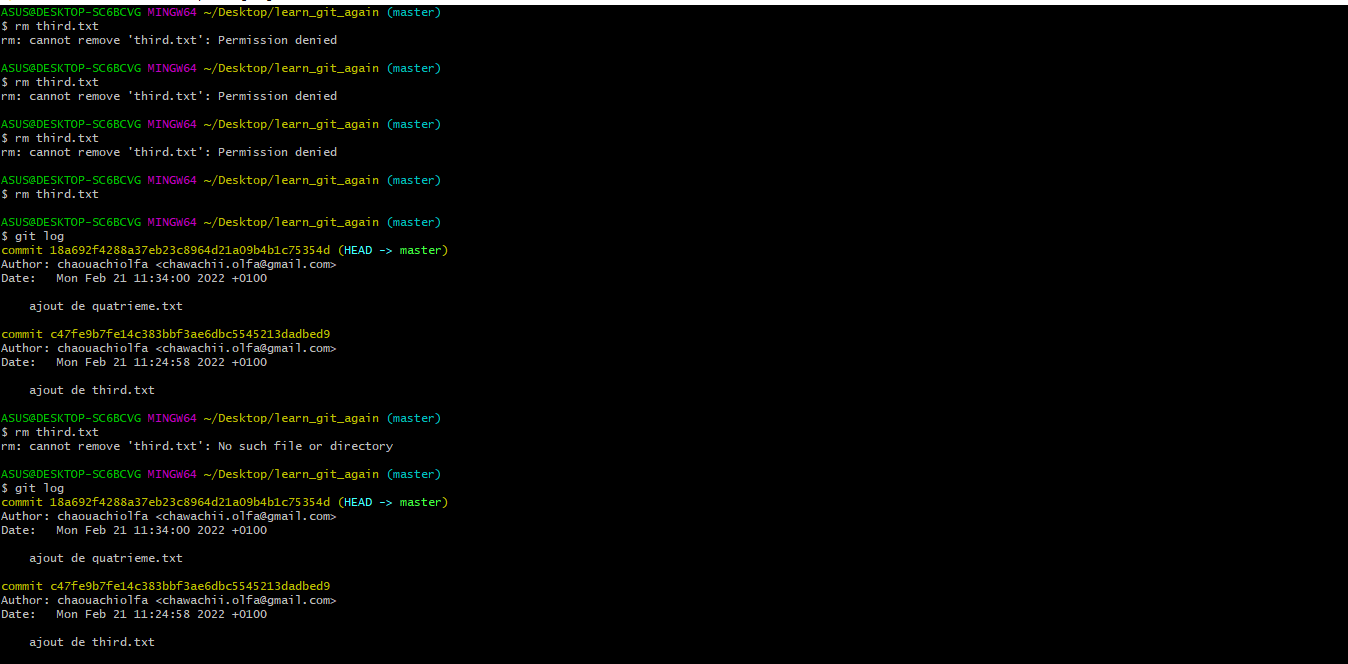 ASUS@DESKTOP-SC6BCVG MINGW64 ~/Desktop/learn_git_again (master)
$ rm third.txt
rm: cannot remove 'third.txt': Permission denied
ASUS@DESKTOP-SC6BCVG MINGW64 ~/Desktop/learn_git_again (master)
$ rm third.txt
rm: cannot remove 'third.txt': Permission denied
ASUS@DESKTOP-SC6BCVG MINGW64 ~/Desktop/learn_git_again (master)
$ rm third.txt
rm: cannot remove 'third.txt': Permission denied
ASUS@DESKTOP-SC6BCVG MINGW64 ~/Desktop/learn_git_again (master)
$ rm third.txt
ASUS@DESKTOP-SC6BCVG MINGW64 ~/Desktop/learn_git_again (master)
$ git log
commit 18a692f4288a37eb23c8964d21a09b4b1c75354d (HEAD -> master)
Author: chaouachiolfa <chawachii.olfa@gmail.com>
Date:   Mon Feb 21 11:34:00 2022 +0100
ajout de quatrieme.txt
commit c47fe9b7fe14c383bbf3ae6dbc5545213dadbed9
Author: chaouachiolfa <chawachii.olfa@gmail.com>
Date:   Mon Feb 21 11:24:58 2022 +0100
ajout de third.txt
ASUS@DESKTOP-SC6BCVG MINGW64 ~/Desktop/learn_git_again (master)
$ rm third.txt
rm: cannot remove 'third.txt': No such file or directory
ASUS@DESKTOP-SC6BCVG MINGW64 ~/Desktop/learn_git_again (master)
$ git log
commit 18a692f4288a37eb23c8964d21a09b4b1c75354d (HEAD -> master)
Author: chaouachiolfa <chawachii.olfa@gmail.com>
Date:   Mon Feb 21 11:34:00 2022 +0100
ajout de quatrieme.txt
commit c47fe9b7fe14c383bbf3ae6dbc5545213dadbed9
Author: chaouachiolfa <chawachii.olfa@gmail.com>
Date:   Mon Feb 21 11:24:58 2022 +0100
ajout de third.txt